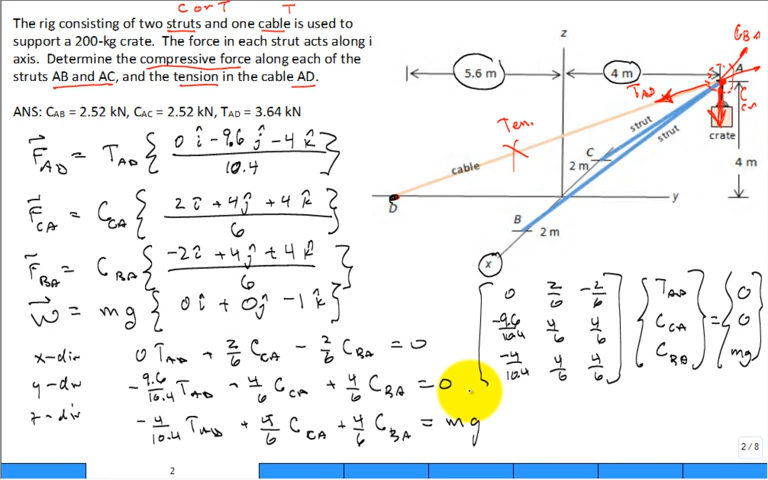 C or T T
The rig consisting of two struts and one cable is used to
support a 200-kg crate. The force in each strut acts along i
axis. Determine the compressive force along each of the
struts AB and AC, and the tension in the cable AD.
ANS: CAB = 2.52 kN, CAC = 2.52 kN, TAD = 3.64 kN
F⃗AD = TAD { 0 î - 9.6 ĵ - 4 k̂ / 10.4 }
F⃗CA = CCA { 2 î + 4 ĵ + 4 k̂ / 6 }
F⃗BA = CBA { -2 î + 4 ĵ + 4 k̂ / 6 }
W⃗ = mg { 0 î + 0 ĵ - 1 k̂ }
x-dir 0 TAD + 2/6 CCA - 2/6 CBA = 0
y-dir -9.6/10.4 TAD + 4/6 CCA + 4/6 CBA = 0
z-dir -4/10.4 TAD + 4/6 CCA + 4/6 CBA = mg
z
CBA
5.6 m
4 m
A
TAD
Ten.
C
strut
strut
crate
cable
2 m
4 m
D
y
B
2 m
x
[ 0 2/6 -2/6 ] { TAD } = { 0 }
[ -9.6/10.4 4/6 4/6 ] { CCA } = { 0 }
[ -4/10.4 4/6 4/6 ] { CBA } = { mg }
2 / 8
2